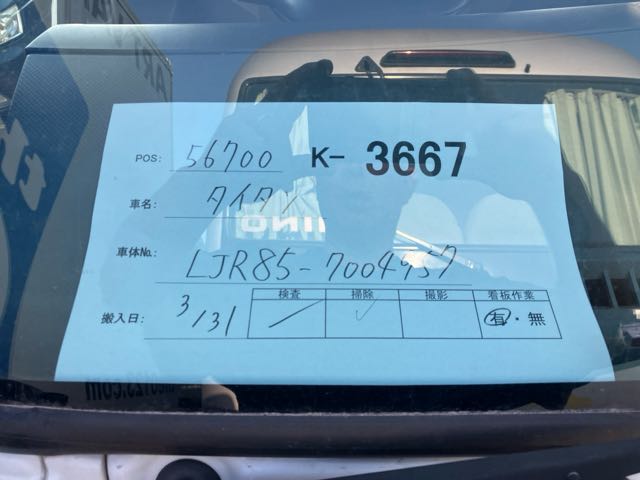 POS: 56700 K- 3667
車名: タイタン
車体No. LJR85-7004957
検査 掃除 撮影 看板作業
搬入日: 3/31 有・無